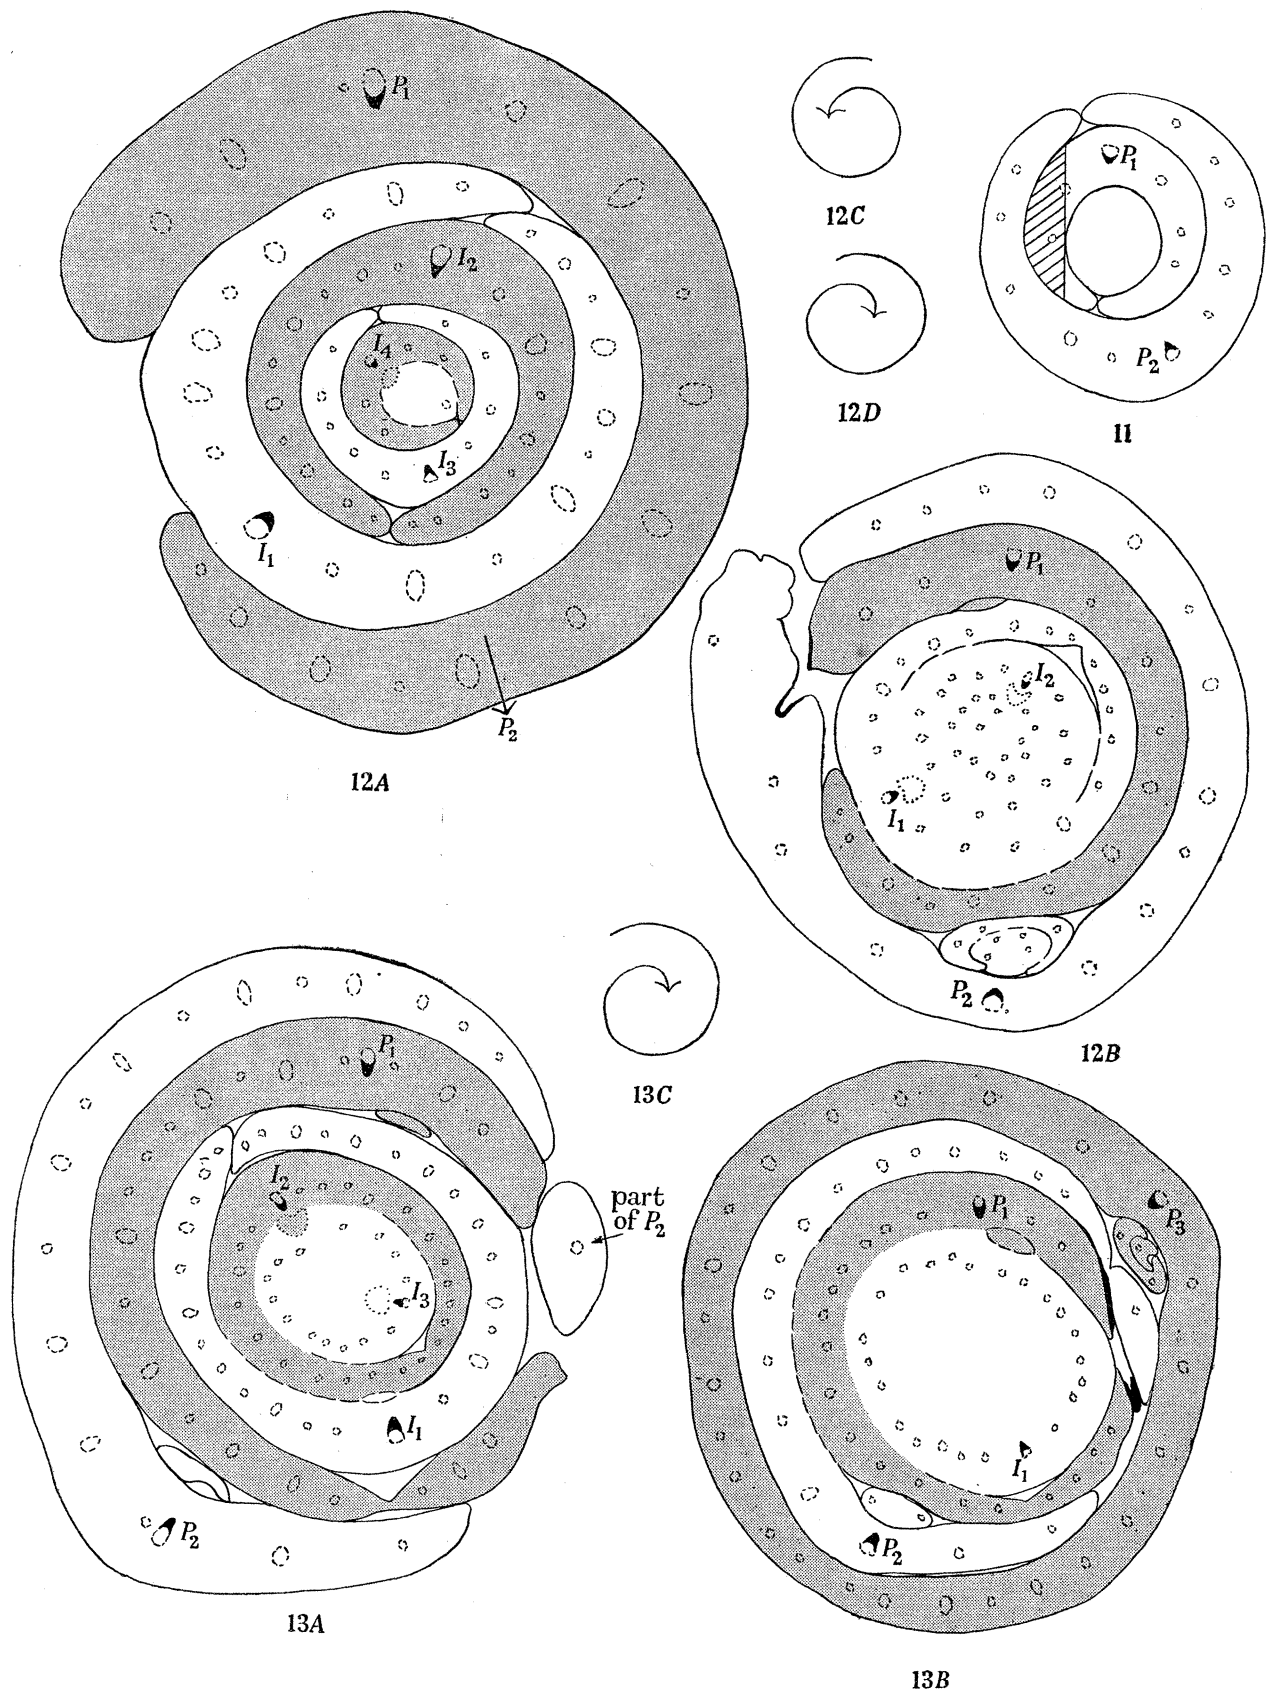 P₁
I₂
I₄
I₃
I₁
P₂
12A
12C
12D
P₁
P₂
11
P₁
I₂
I₁
P₂
12B
13C
P₁
I₂
part
of P₂
I₃
I₁
P₂
13A
P₁
P₃
I₁
P₂
13B